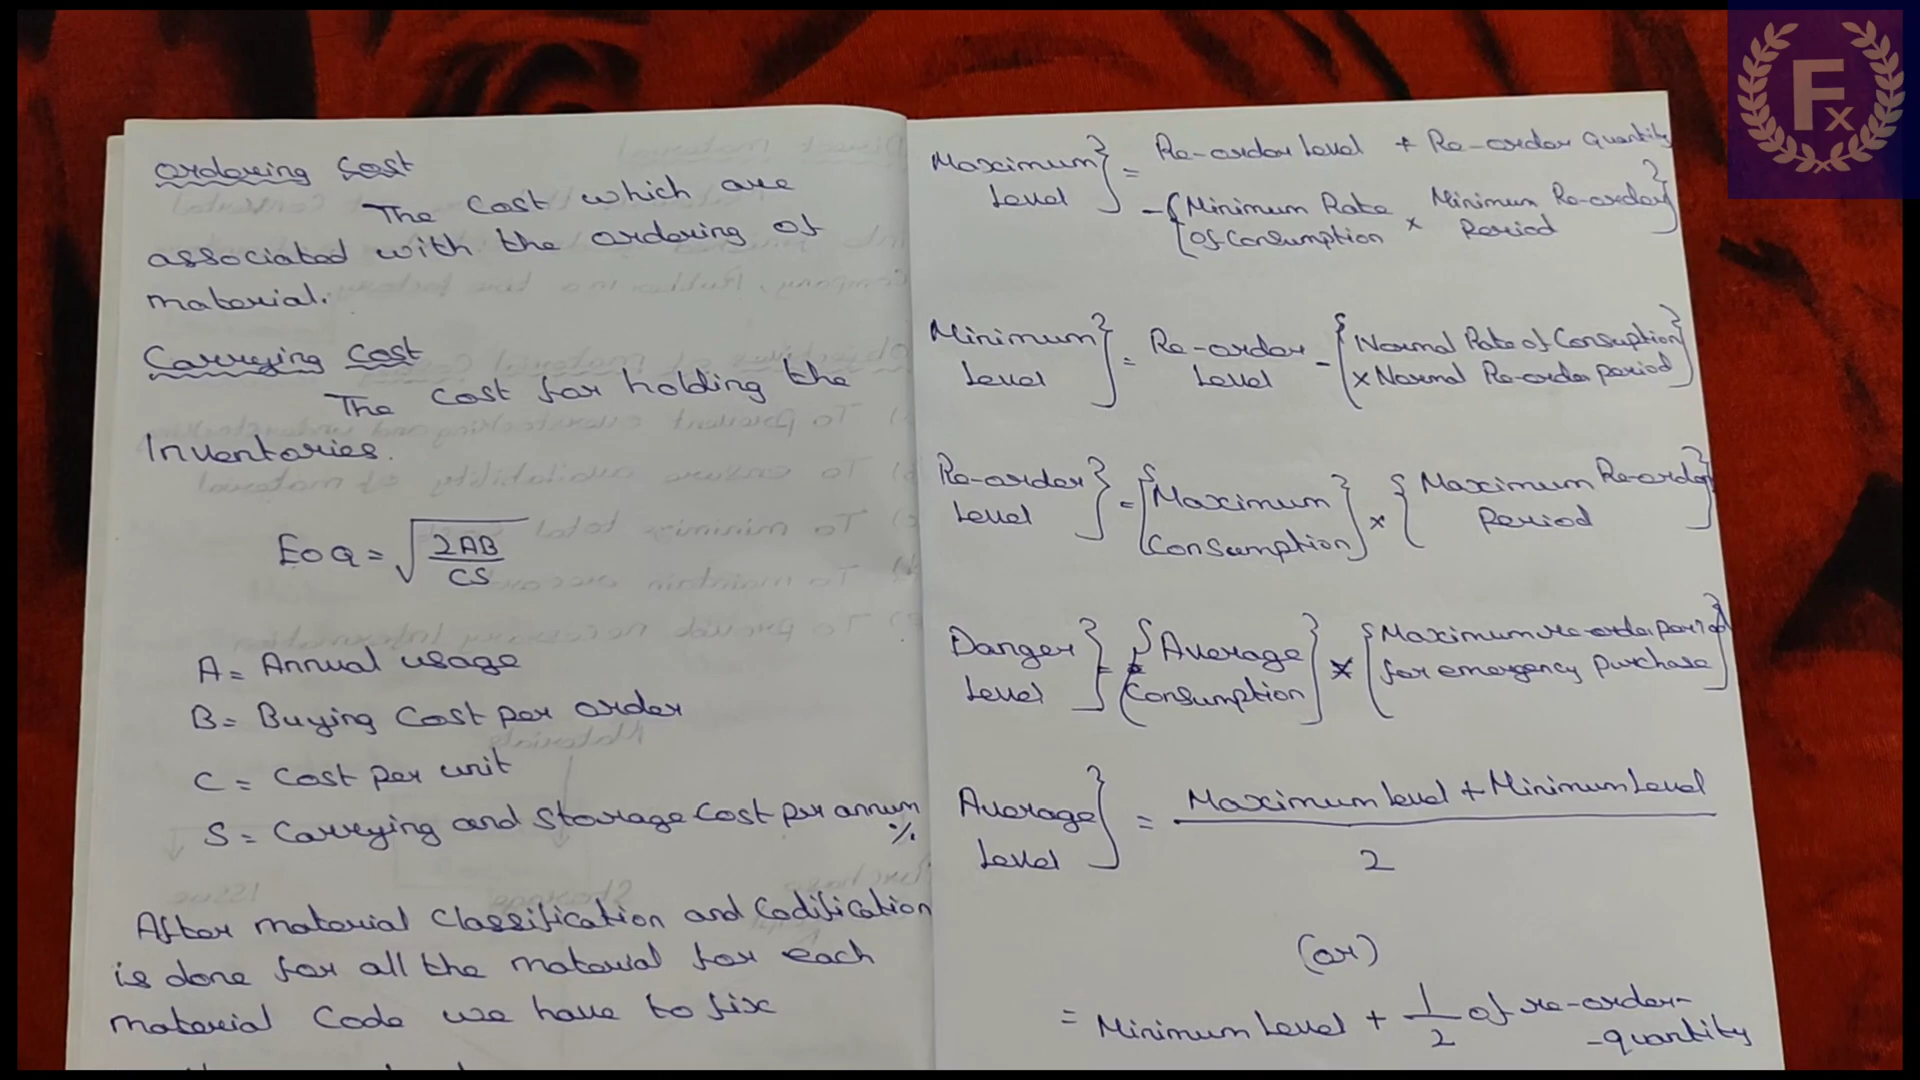 Ordering Cost
The Cost which are
associated with the ordering of
material.
Carrying Cost
The Cost for holding the
Inventories.
EOQ = √2AB/CS
A = Annual usage
B = Buying Cost per order
C = Cost per unit
S = Carrying and Storage Cost per annum
%
After material Classification and Codification
is done for all the material for each
material Code we have to fix
Maximum Level } = Re-order Level + Re-order Quantity
- { Minimum Rate of Consumption × Minimum Re-order Period }
Minimum Level } = Re-order Level - { Normal Rate of Consuption
× Normal Re-order period }
Re-order Level } = { Maximum Consumption } × { Maximum Re-order Period }
Danger Level } = { Average Consumption } × { Maximum re-order period
for emergency purchase }
Average Level } = Maximum Level + Minimum Level
2
(or)
= Minimum Level + 1/2 of re-order-
-quantity
Fx